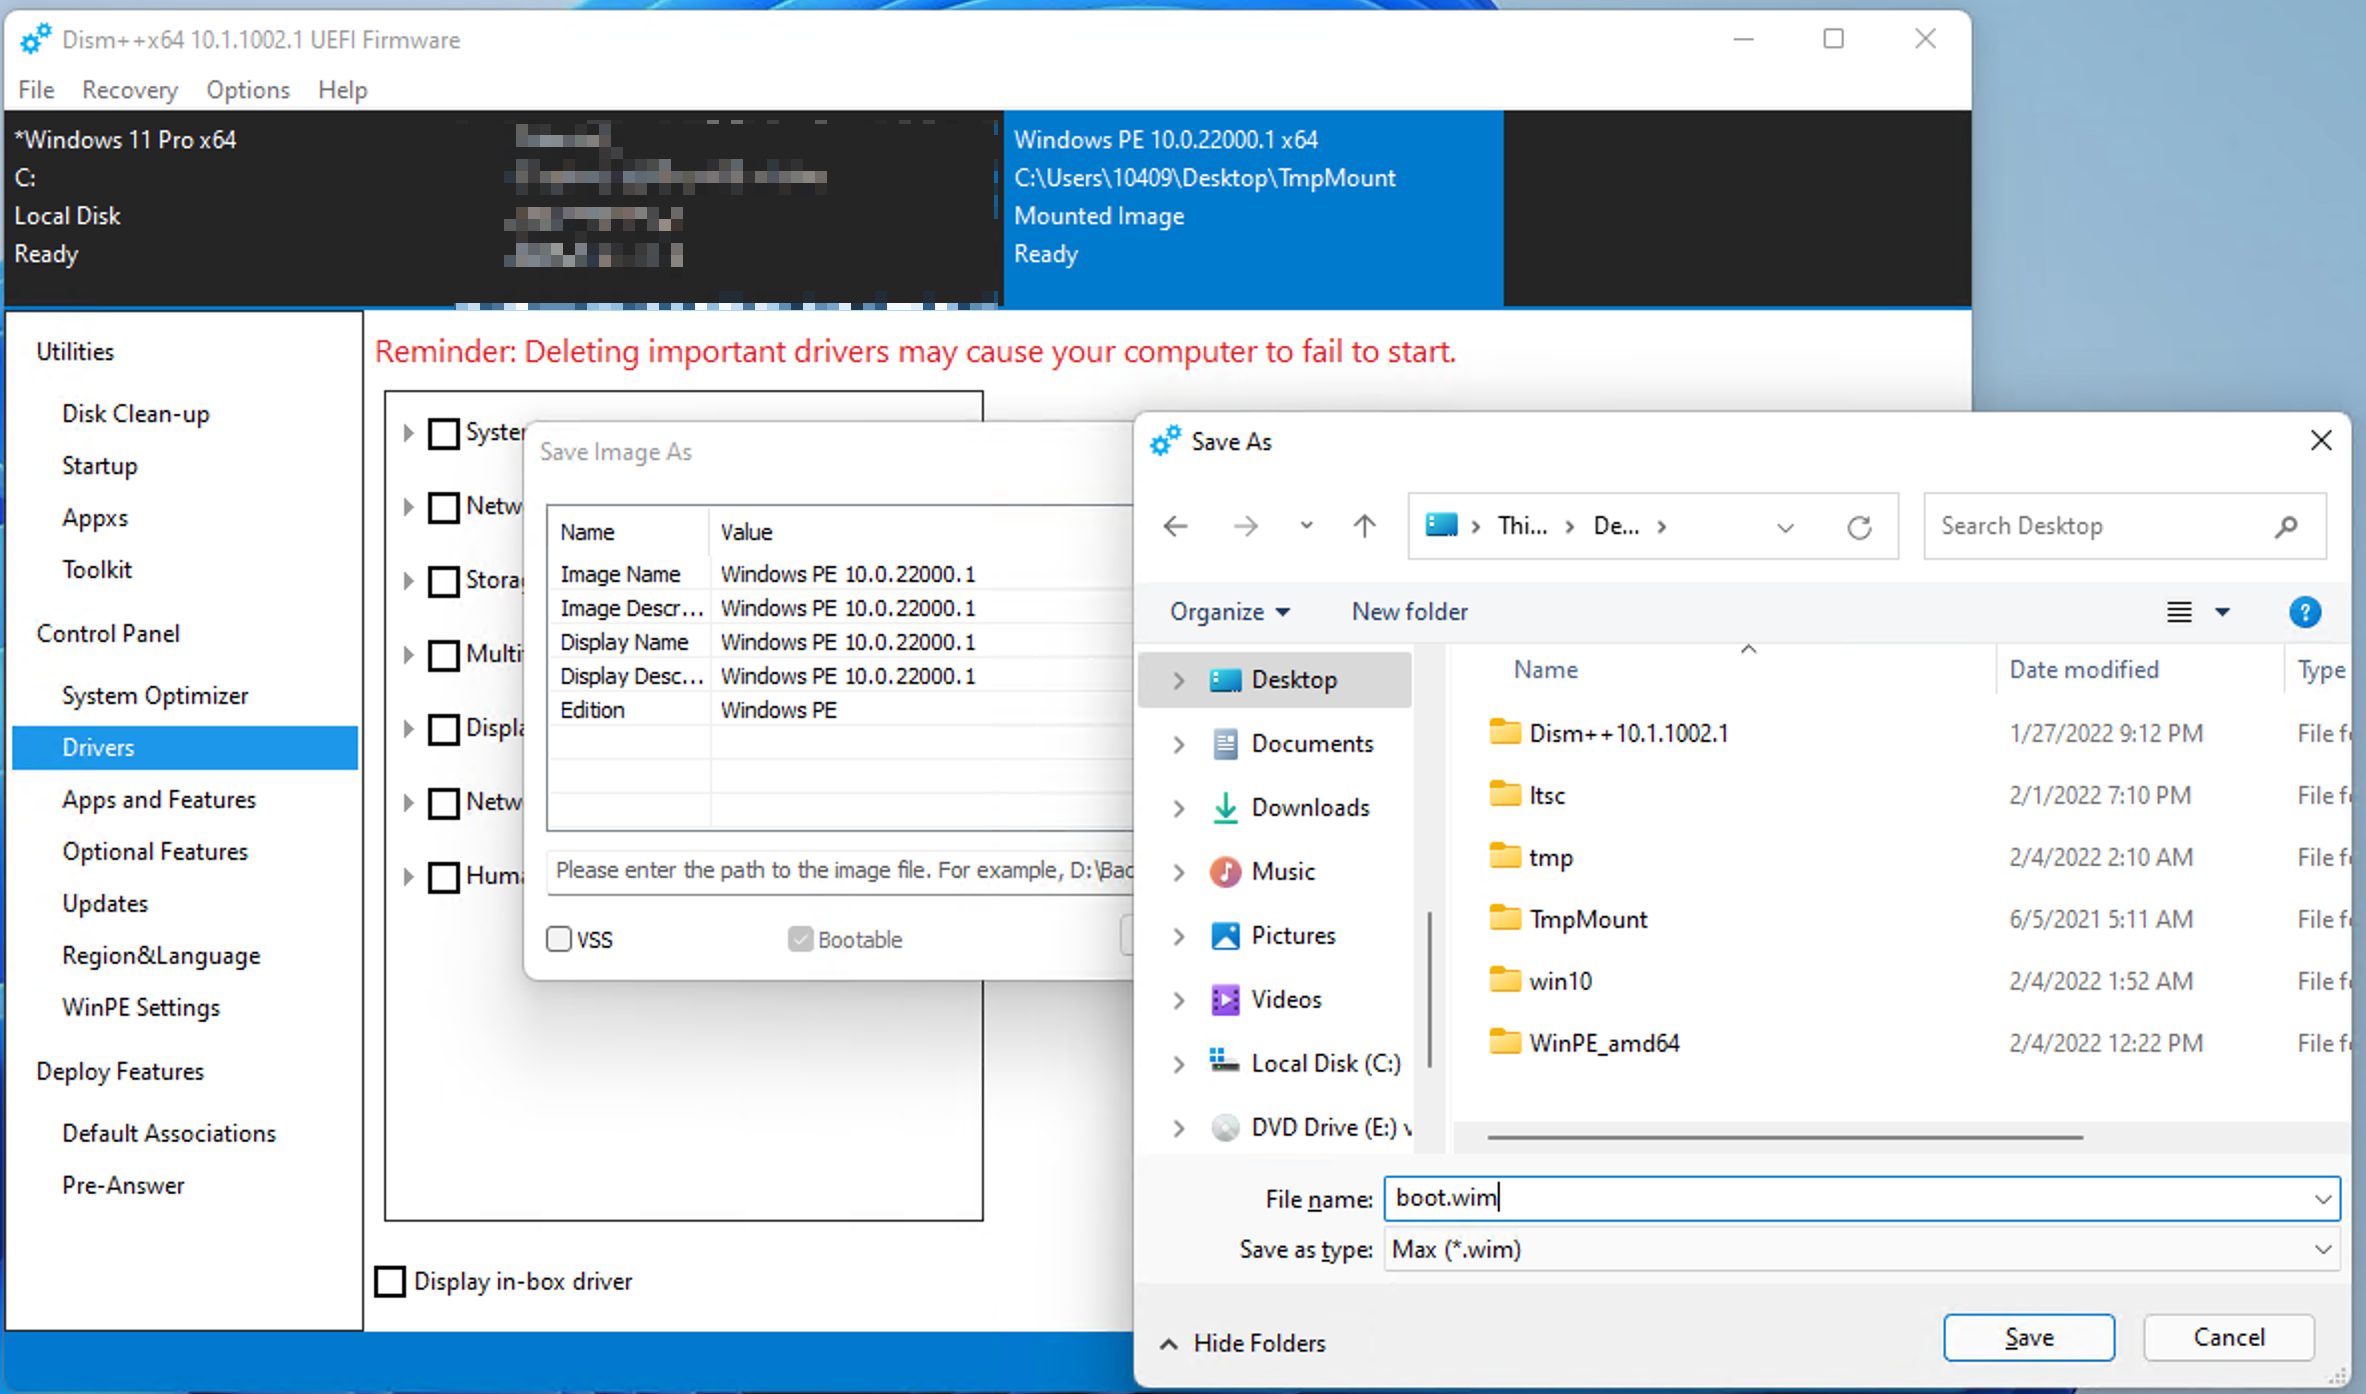 Dism++x64 10.1.1002.1 UEFI Firmware
File Recovery Options Help
*Windows 11 Pro x64
C:
Local Disk
Ready
Windows PE 10.0.22000.1 x64
C:\Users\10409\Desktop\TmpMount
Mounted Image
Ready
Utilities
Disk Clean-up
Startup
Appxs
Toolkit
Control Panel
System Optimizer
Drivers
Apps and Features
Optional Features
Updates
Region&Language
WinPE Settings
Deploy Features
Default Associations
Pre-Answer
Reminder: Deleting important drivers may cause your computer to fail to start.
Syster
Netw
Stora
Multi
Displa
Netw
Huma
Display in-box driver
Save Image As
Name Value
Image Name Windows PE 10.0.22000.1
Image Descr... Windows PE 10.0.22000.1
Display Name Windows PE 10.0.22000.1
Display Desc... Windows PE 10.0.22000.1
Edition Windows PE
Please enter the path to the image file. For example, D:\Bac
VSS Bootable
Save As
Thi... De...
Search Desktop
Organize New folder
Desktop
Documents
Downloads
Music
Pictures
Videos
Local Disk (C:)
DVD Drive (E:) v
Name Date modified Type
Dism++10.1.1002.1 1/27/2022 9:12 PM File f
ltsc 2/1/2022 7:10 PM File f
tmp 2/4/2022 2:10 AM File f
TmpMount 6/5/2021 5:11 AM File f
win10 2/4/2022 1:52 AM File f
WinPE_amd64 2/4/2022 12:22 PM File f
File name: boot.wim
Save as type: Max (*.wim)
Hide Folders
Save Cancel